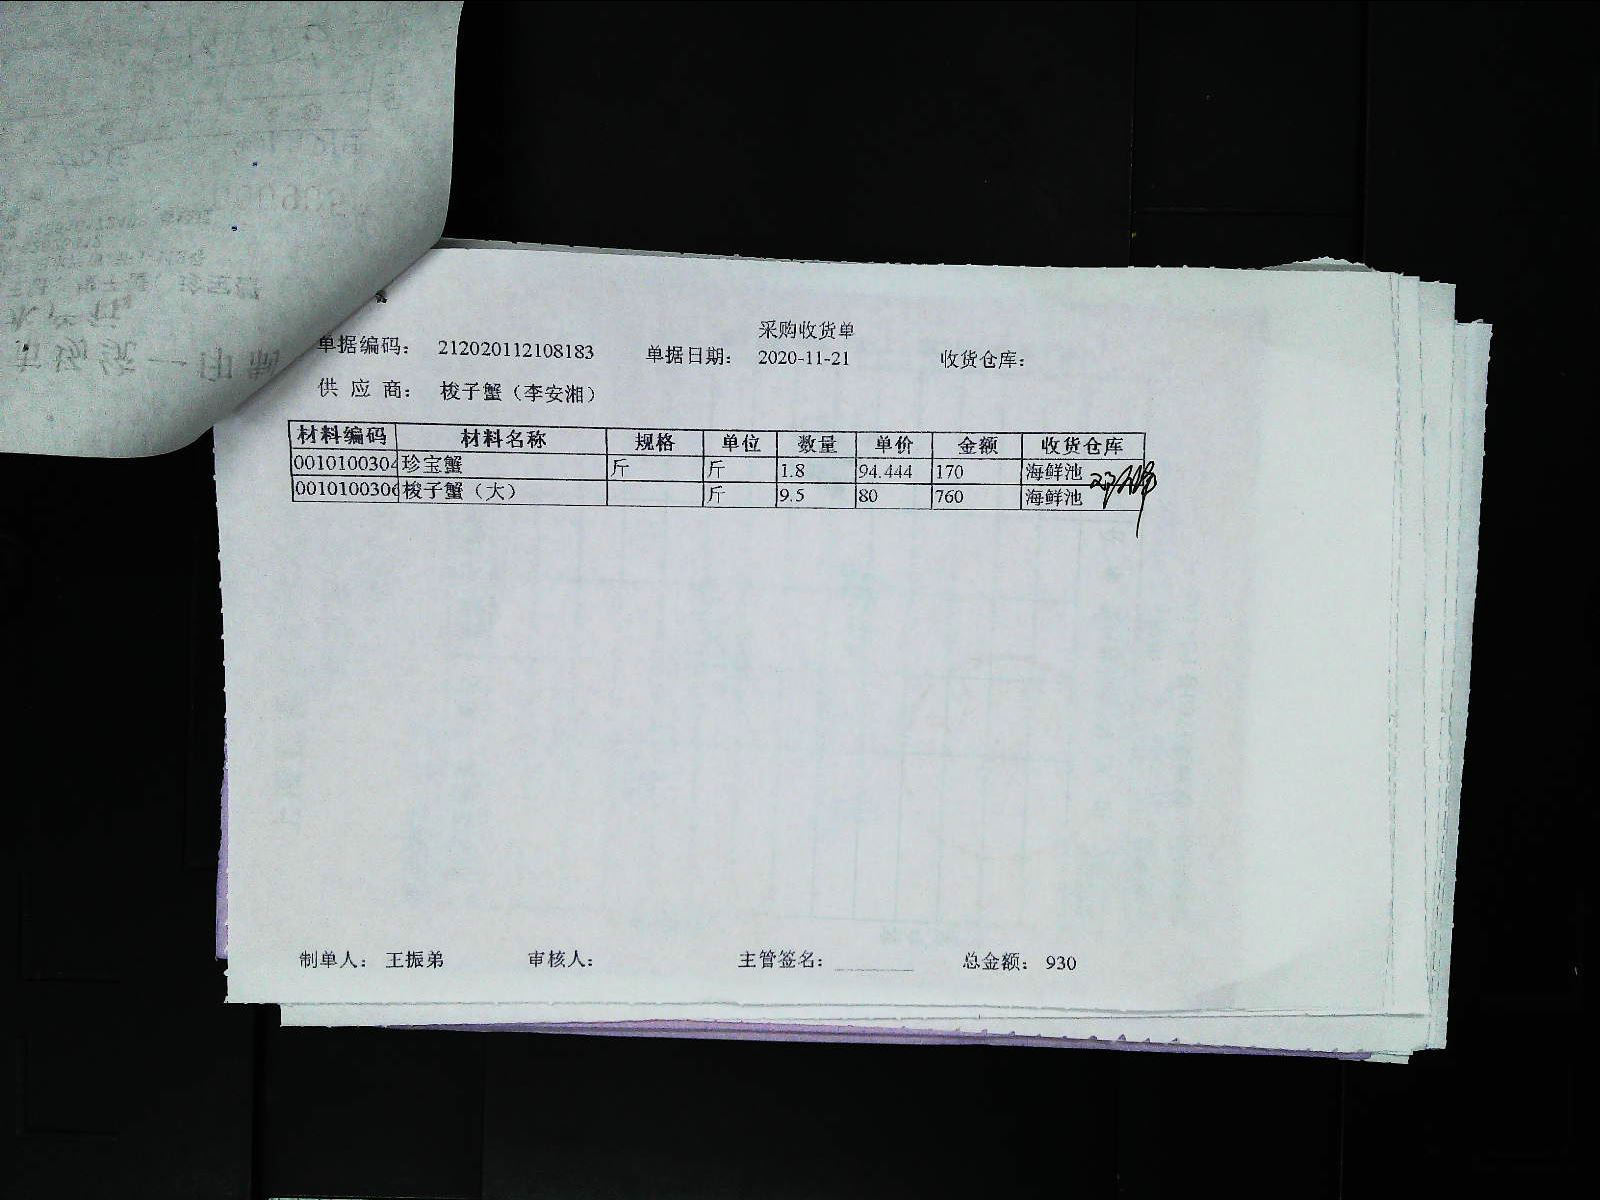 采购收货单
单据编码： 212020112108183 单据日期： 2020-11-21 收货仓库：
供 应 商： 梭子蟹（李安湘）
材料编码 材料名称 规格 单位 数量 单价 金额 收货仓库
0010100304 珍宝蟹 斤 斤 1.8 94.444 170 海鲜池
0010100306 梭子蟹（大） 斤 9.5 80 760 海鲜池
制单人： 王振弟 审核人： 主管签名： 总金额： 930